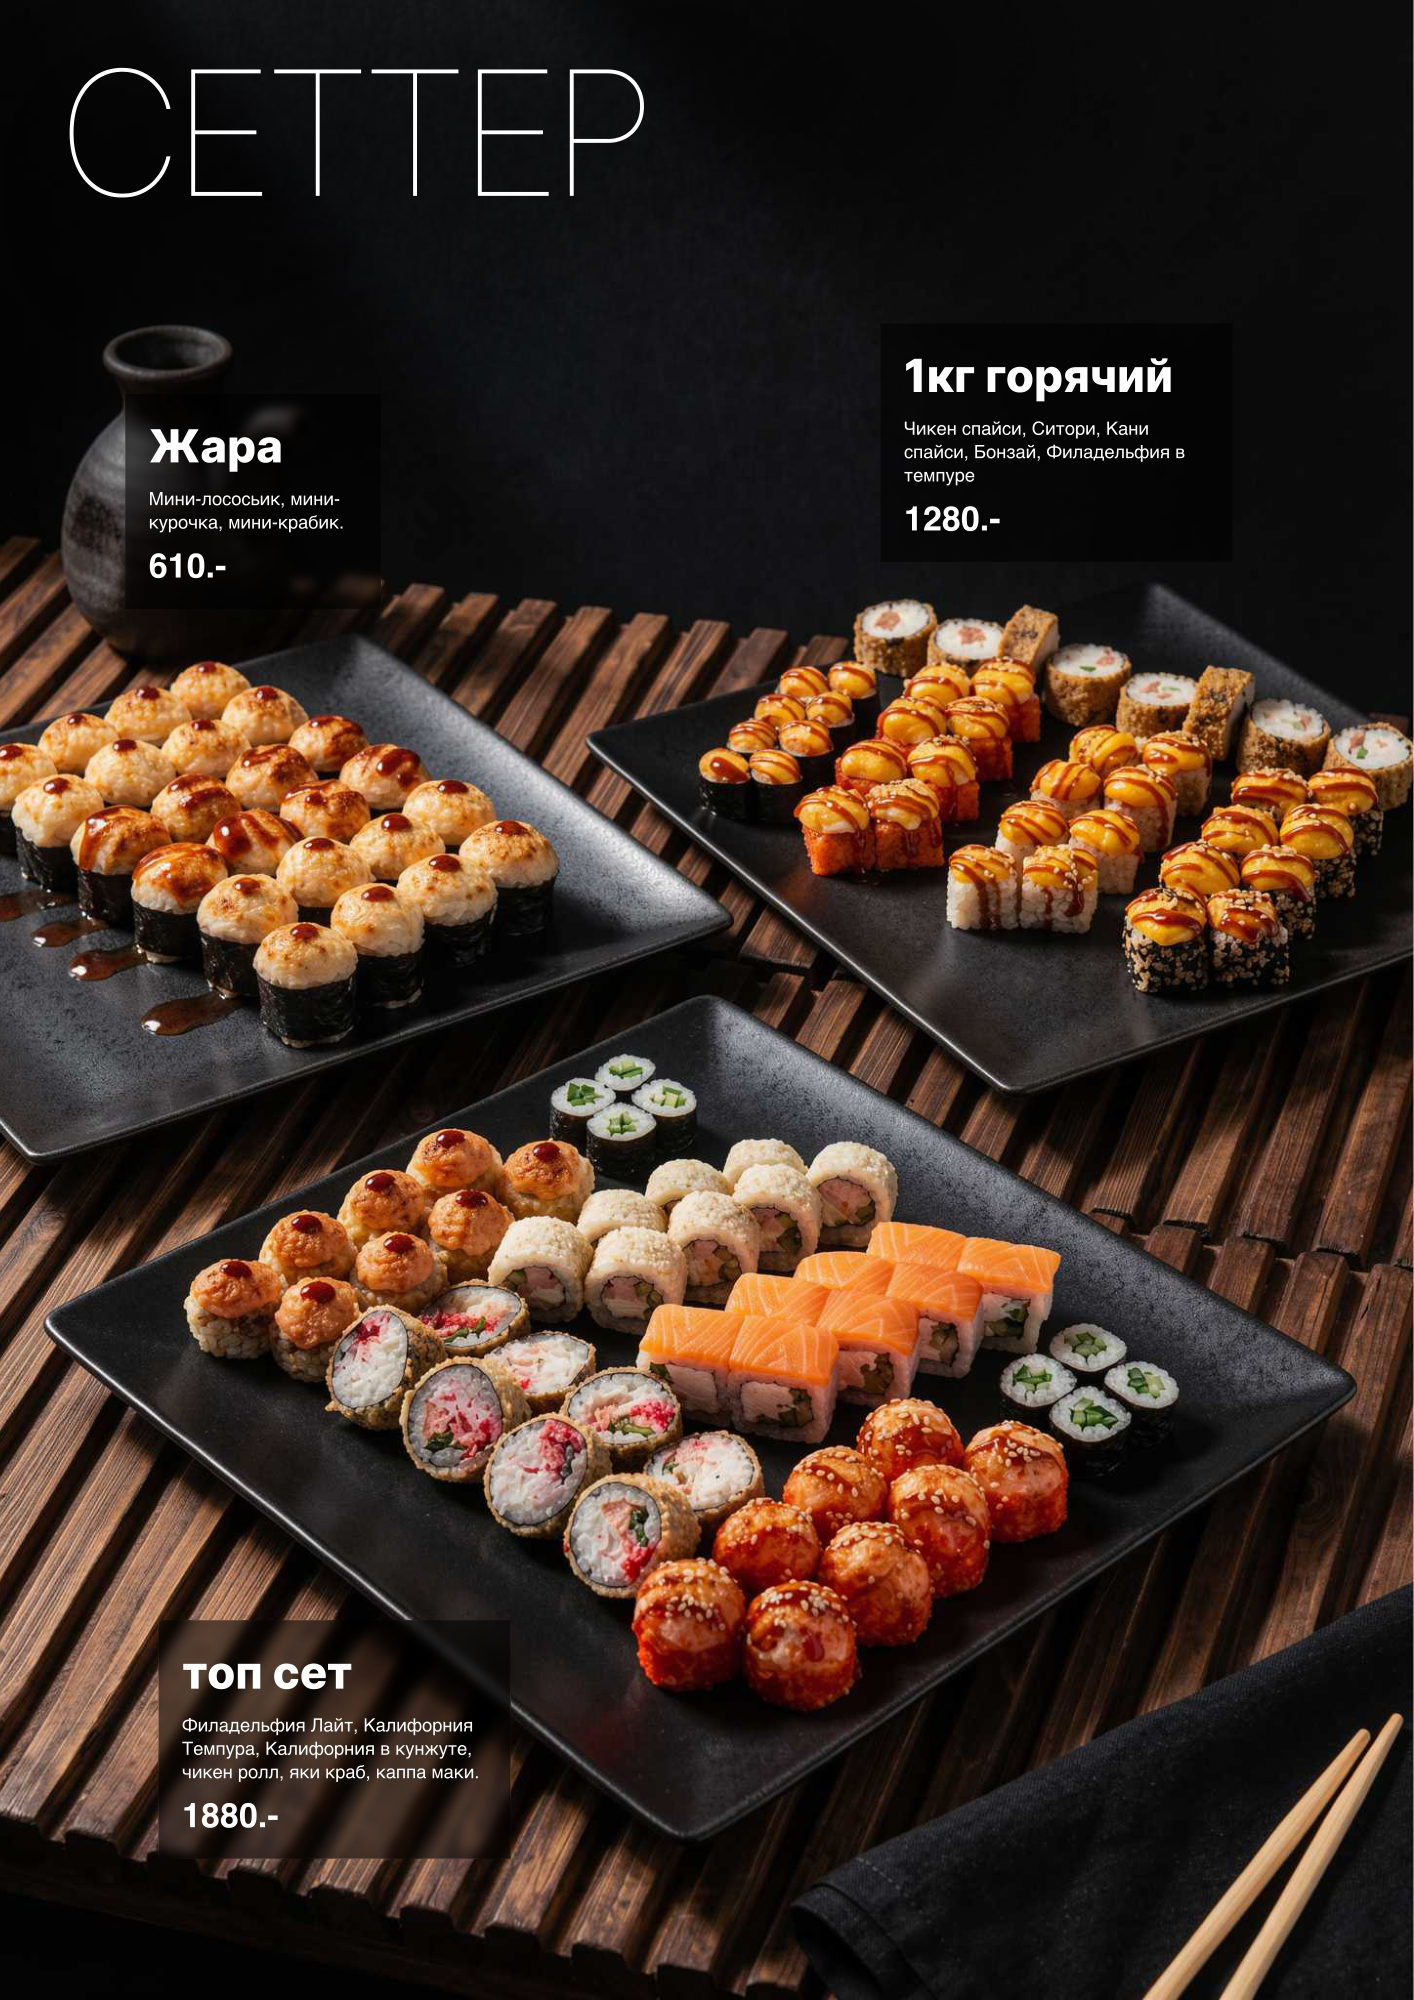 СЕТТЕР
Жара
Мини-лососьик, мини-
курочка, мини-крабик.
610.-
1кг горячий
Чикен спайси, Ситори, Кани
спайси, Бонзай, Филадельфия в
темпуре
1280.-
топ сет
Филадельфия Лайт, Калифорния
Темпура, Калифорния в кунжуте,
чикен ролл, яки краб, каппа маки.
1880.-